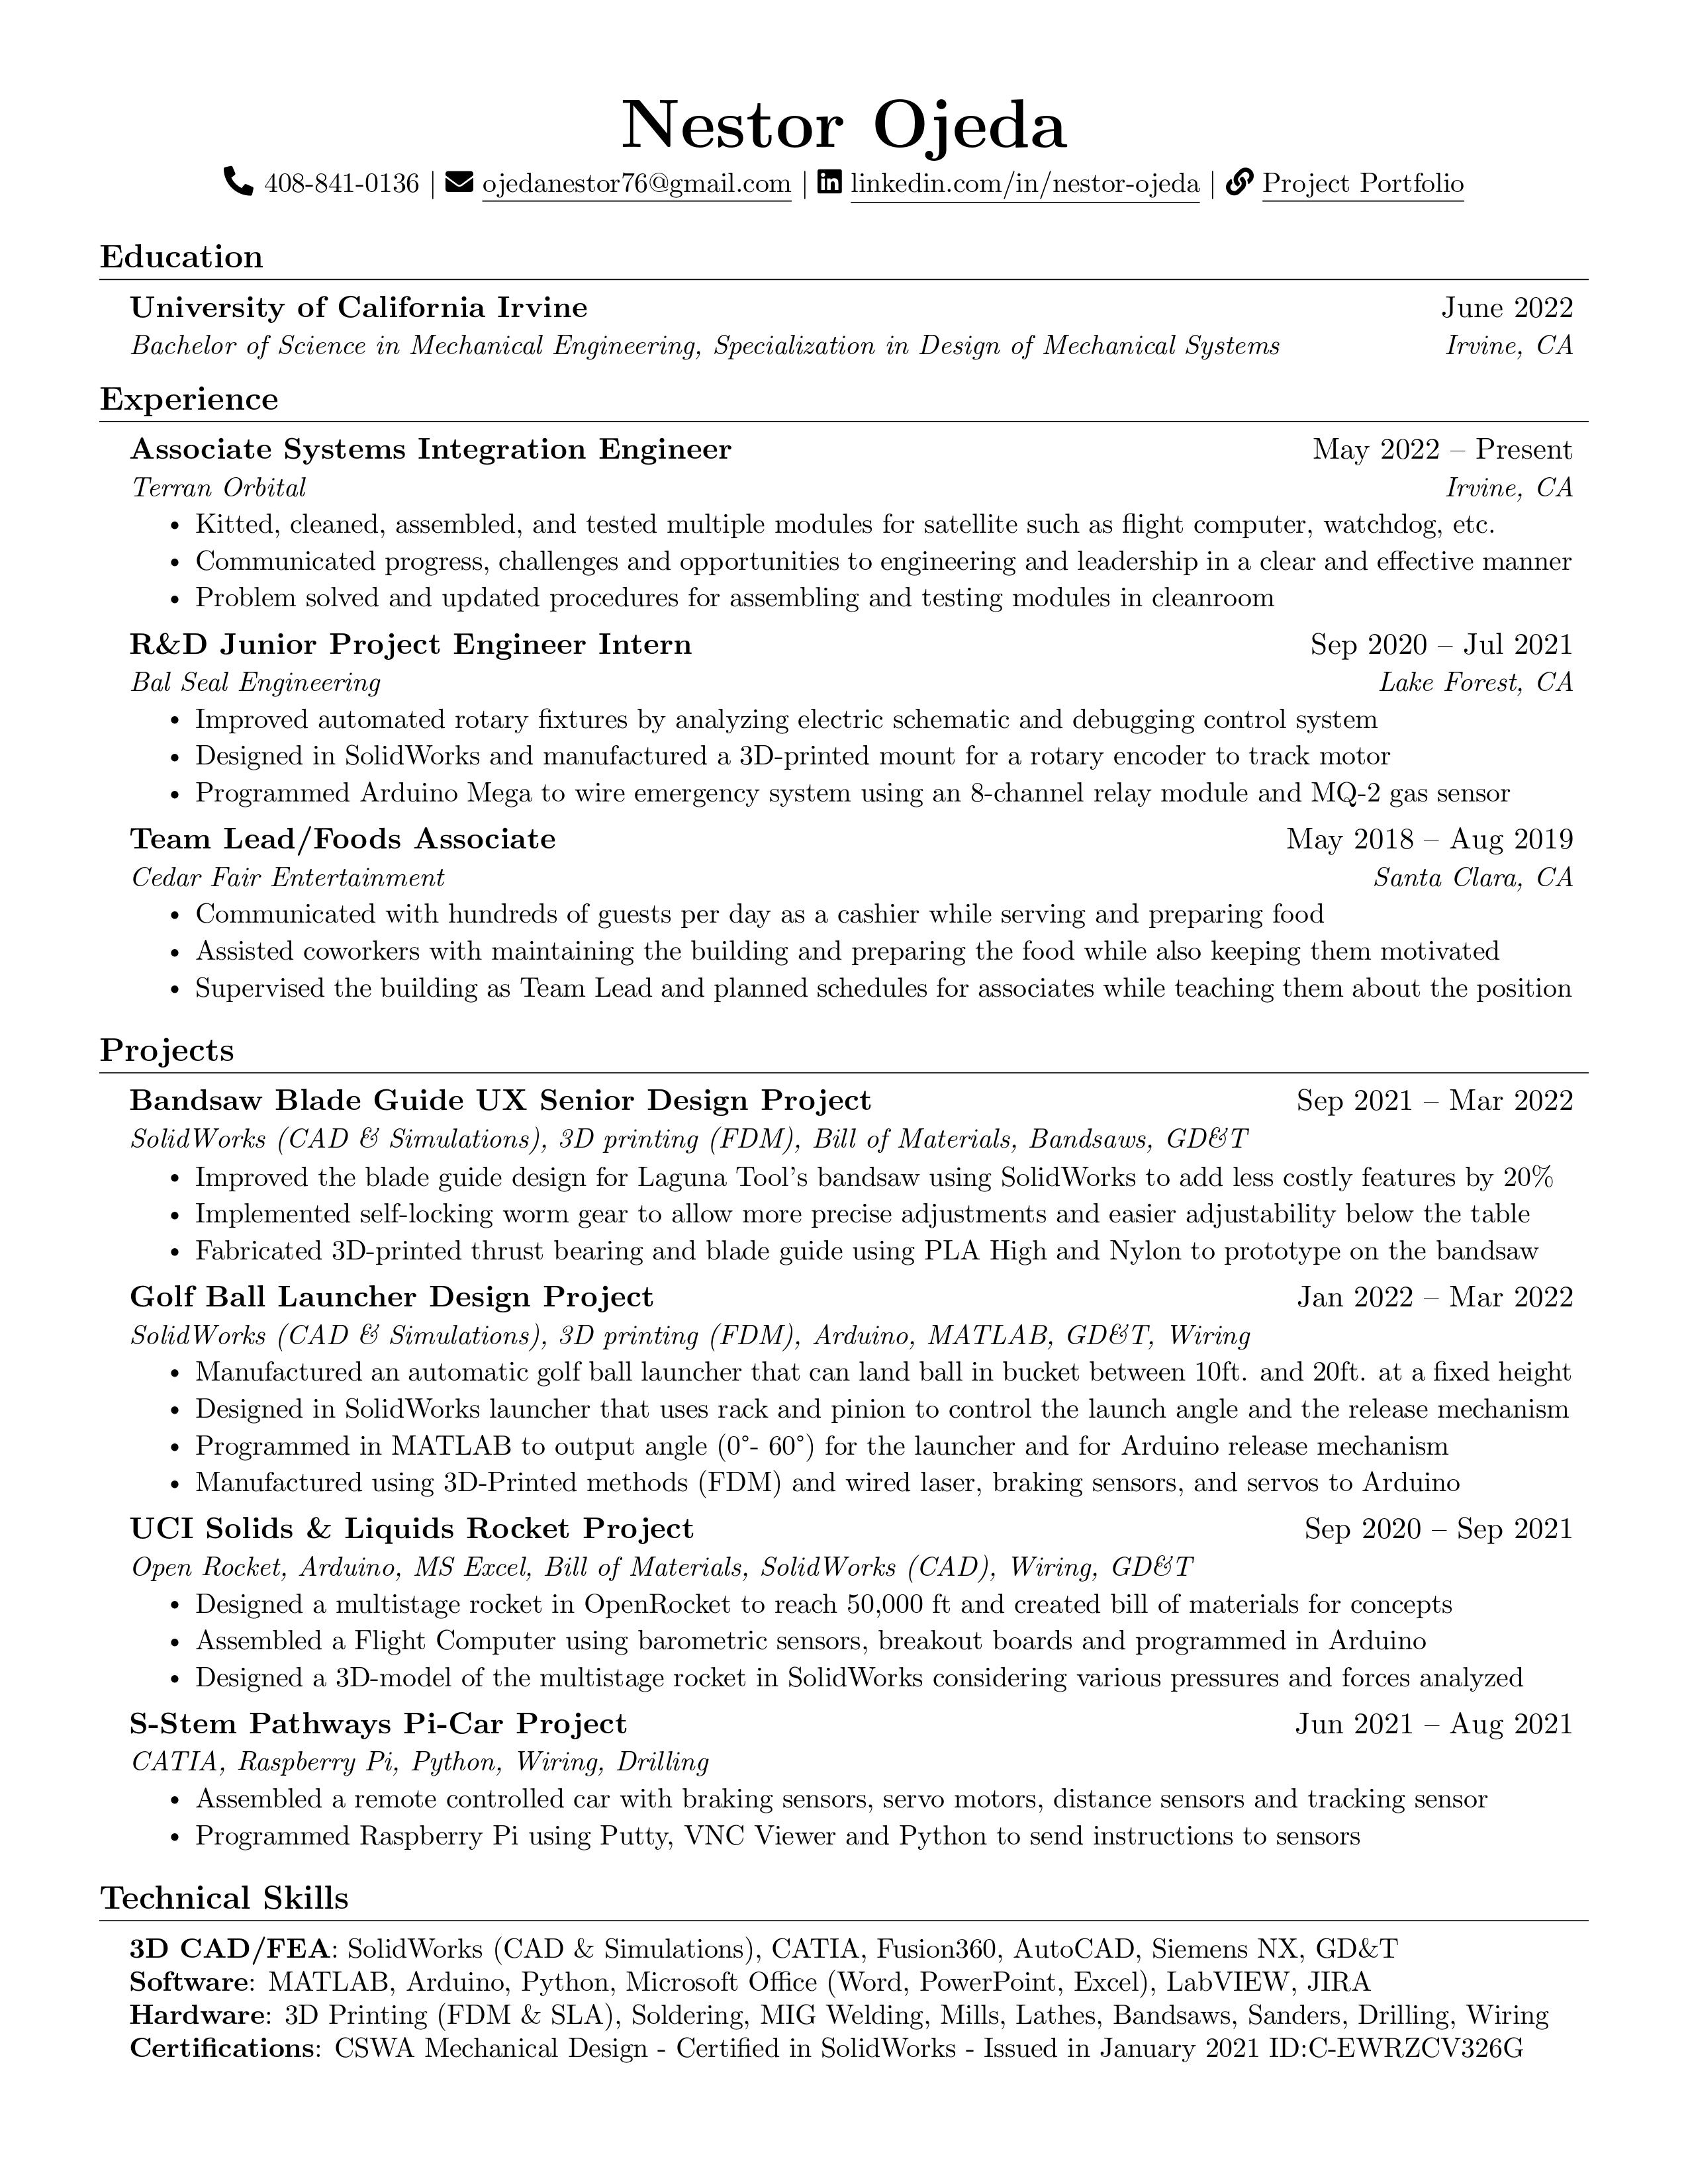 Nestor Ojeda
408-841-0136 | ojedanestor76@gmail.com | linkedin.com/in/nestor-ojeda | Project Portfolio
Education
University of California Irvine June 2022
Bachelor of Science in Mechanical Engineering, Specialization in Design of Mechanical Systems Irvine, CA
Experience
Associate Systems Integration Engineer May 2022 – Present
Terran Orbital Irvine, CA
• Kitted, cleaned, assembled, and tested multiple modules for satellite such as flight computer, watchdog, etc.
• Communicated progress, challenges and opportunities to engineering and leadership in a clear and effective manner
• Problem solved and updated procedures for assembling and testing modules in cleanroom
R&D Junior Project Engineer Intern Sep 2020 – Jul 2021
Bal Seal Engineering Lake Forest, CA
• Improved automated rotary fixtures by analyzing electric schematic and debugging control system
• Designed in SolidWorks and manufactured a 3D-printed mount for a rotary encoder to track motor
• Programmed Arduino Mega to wire emergency system using an 8-channel relay module and MQ-2 gas sensor
Team Lead/Foods Associate May 2018 – Aug 2019
Cedar Fair Entertainment Santa Clara, CA
• Communicated with hundreds of guests per day as a cashier while serving and preparing food
• Assisted coworkers with maintaining the building and preparing the food while also keeping them motivated
• Supervised the building as Team Lead and planned schedules for associates while teaching them about the position
Projects
Bandsaw Blade Guide UX Senior Design Project Sep 2021 – Mar 2022
SolidWorks (CAD & Simulations), 3D printing (FDM), Bill of Materials, Bandsaws, GD&T
• Improved the blade guide design for Laguna Tool's bandsaw using SolidWorks to add less costly features by 20%
• Implemented self-locking worm gear to allow more precise adjustments and easier adjustability below the table
• Fabricated 3D-printed thrust bearing and blade guide using PLA High and Nylon to prototype on the bandsaw
Golf Ball Launcher Design Project Jan 2022 – Mar 2022
SolidWorks (CAD & Simulations), 3D printing (FDM), Arduino, MATLAB, GD&T, Wiring
• Manufactured an automatic golf ball launcher that can land ball in bucket between 10ft. and 20ft. at a fixed height
• Designed in SolidWorks launcher that uses rack and pinion to control the launch angle and the release mechanism
• Programmed in MATLAB to output angle (0°- 60°) for the launcher and for Arduino release mechanism
• Manufactured using 3D-Printed methods (FDM) and wired laser, braking sensors, and servos to Arduino
UCI Solids & Liquids Rocket Project Sep 2020 – Sep 2021
Open Rocket, Arduino, MS Excel, Bill of Materials, SolidWorks (CAD), Wiring, GD&T
• Designed a multistage rocket in OpenRocket to reach 50,000 ft and created bill of materials for concepts
• Assembled a Flight Computer using barometric sensors, breakout boards and programmed in Arduino
• Designed a 3D-model of the multistage rocket in SolidWorks considering various pressures and forces analyzed
S-Stem Pathways Pi-Car Project Jun 2021 – Aug 2021
CATIA, Raspberry Pi, Python, Wiring, Drilling
• Assembled a remote controlled car with braking sensors, servo motors, distance sensors and tracking sensor
• Programmed Raspberry Pi using Putty, VNC Viewer and Python to send instructions to sensors
Technical Skills
3D CAD/FEA: SolidWorks (CAD & Simulations), CATIA, Fusion360, AutoCAD, Siemens NX, GD&T
Software: MATLAB, Arduino, Python, Microsoft Office (Word, PowerPoint, Excel), LabVIEW, JIRA
Hardware: 3D Printing (FDM & SLA), Soldering, MIG Welding, Mills, Lathes, Bandsaws, Sanders, Drilling, Wiring
Certifications: CSWA Mechanical Design - Certified in SolidWorks - Issued in January 2021 ID:C-EWRZCV326G